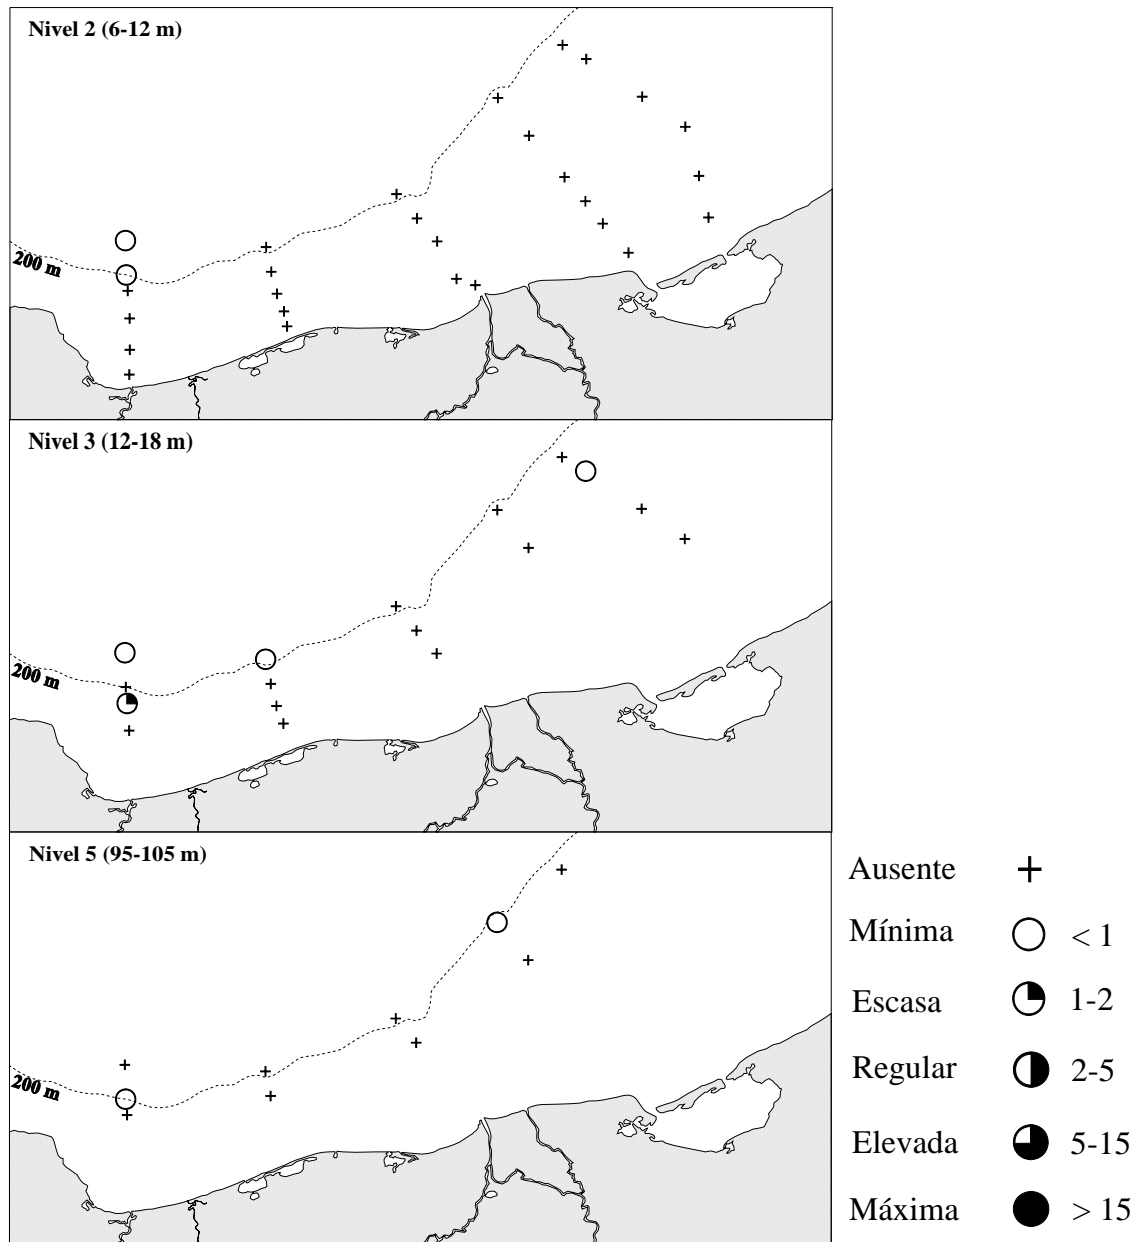 Nivel 2 (6-12 m)
200 m
Nivel 3 (12-18 m)
200 m
Nivel 5 (95-105 m)
200 m
Ausente
Mínima < 1
Escasa 1-2
Regular 2-5
Elevada 5-15
Máxima > 15